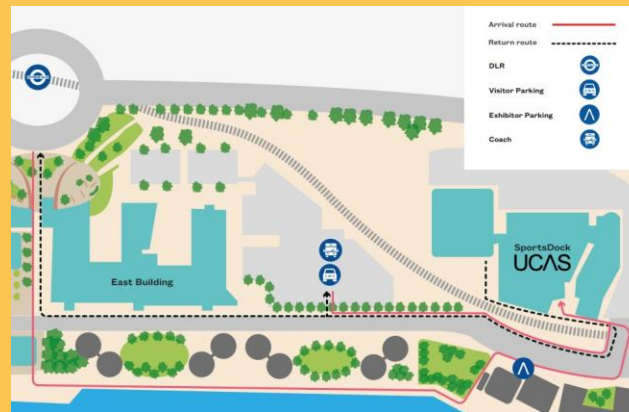 Arrival route
Return route
DLR
Visitor Parking
Exhibitor Parking
Coach
SportsDock
UCAS
East Building